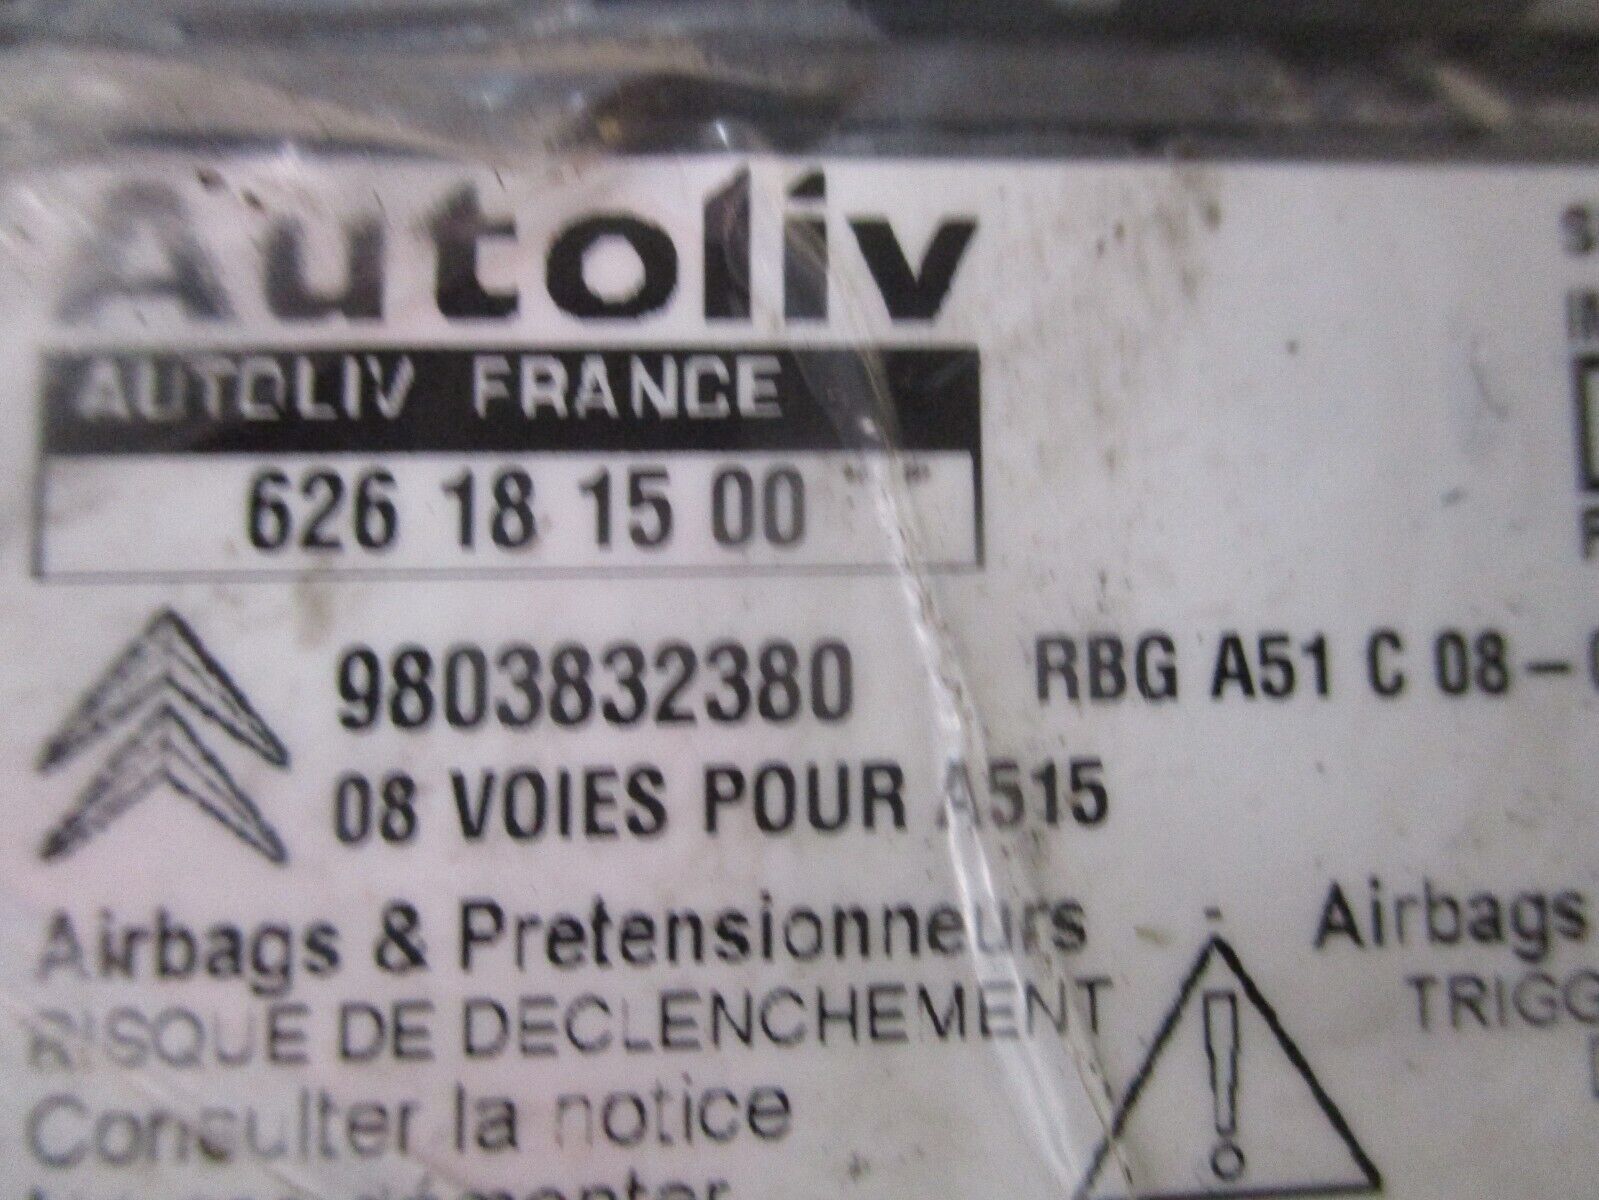 Autoliv
AUTOLIV FRANCE
626 18 15 00
9803832380 RBG A51 C 08-
08 VOIES POUR A515
Airbags & Pretensionneurs Airbags
RISQUE DE DECLENCHEMENT TRIGG
Consulter la notice